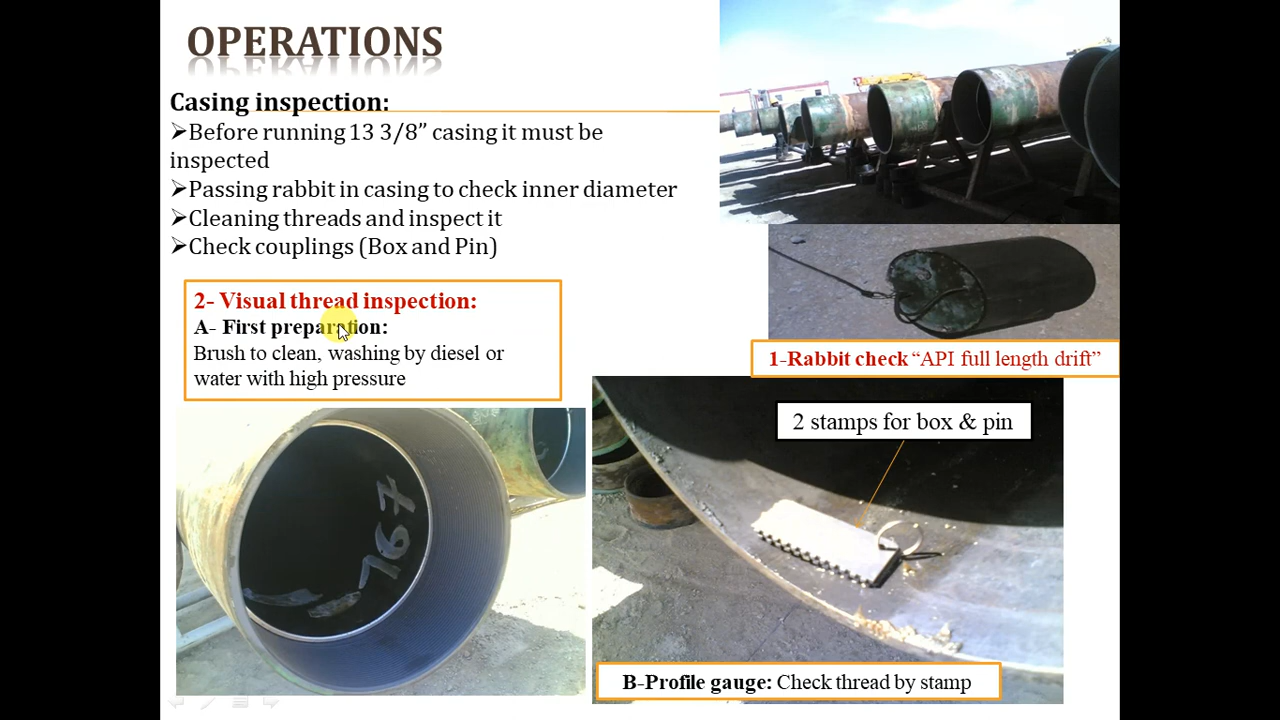 OPERATIONS
Casing inspection:
➢Before running 13 3/8” casing it must be
inspected
➢Passing rabbit in casing to check inner diameter
➢Cleaning threads and inspect it
➢Check couplings (Box and Pin)
2- Visual thread inspection:
A- First preparation:
Brush to clean, washing by diesel or
water with high pressure
1-Rabbit check “API full length drift”
2 stamps for box & pin
767
B-Profile gauge: Check thread by stamp